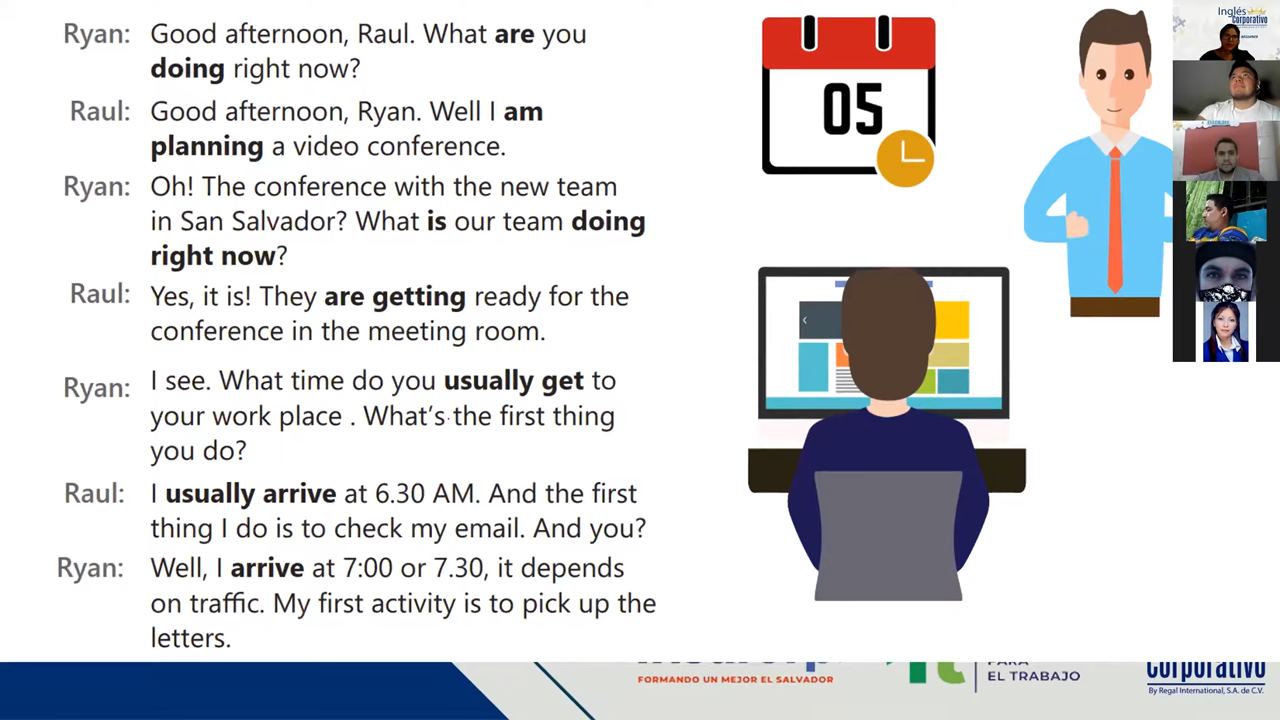 Ryan: Good afternoon, Raul. What are you
doing right now?
Raul: Good afternoon, Ryan. Well I am
planning a video conference.
Ryan: Oh! The conference with the new team
in San Salvador? What is our team doing
right now?
Raul: Yes, it is! They are getting ready for the
conference in the meeting room.
Ryan: I see. What time do you usually get to
your work place . What's the first thing
you do?
Raul: I usually arrive at 6.30 AM. And the first
thing I do is to check my email. And you?
Ryan: Well, I arrive at 7:00 or 7.30, it depends
on traffic. My first activity is to pick up the
letters.
05
Inglés
corporativo
FORMANDO UN MEJOR EL SALVADOR
PARA
EL TRABAJO
corporativo
By Regal International, S.A. de C.V.